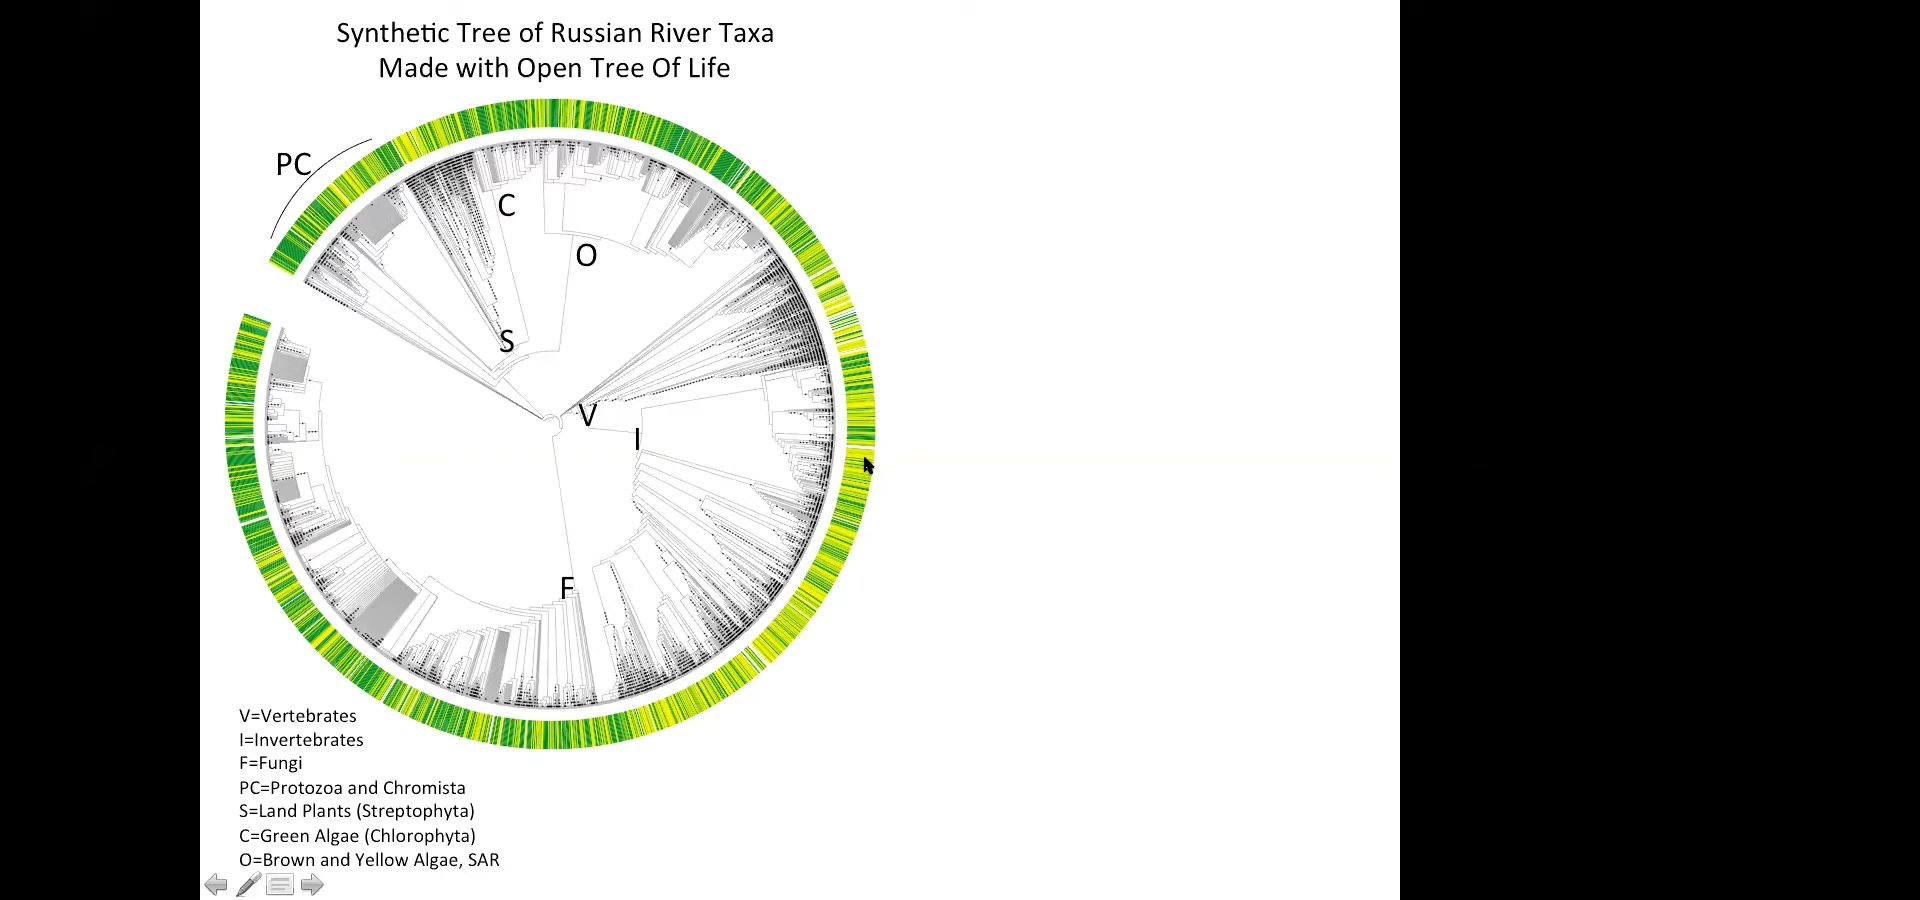 Synthetic Tree of Russian River Taxa
Made with Open Tree Of Life
PC
C
O
S
V
I
F
V=Vertebrates
I=Invertebrates
F=Fungi
PC=Protozoa and Chromista
S=Land Plants (Streptophyta)
C=Green Algae (Chlorophyta)
O=Brown and Yellow Algae, SAR